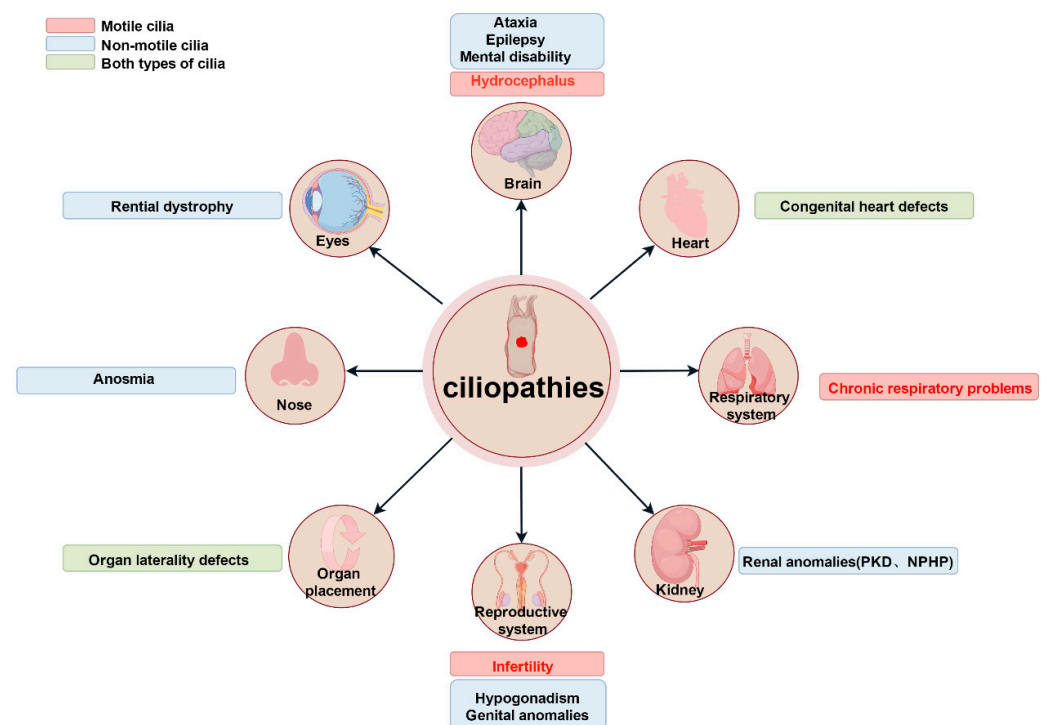 Motile cilia
Non-motile cilia
Both types of cilia
Ataxia
Epilepsy
Mental disability
Hydrocephalus
Brain
Rential dystrophy
Eyes
Heart
Congenital heart defects
Anosmia
Nose
ciliopathies
Respiratory
system
Chronic respiratory problems
Organ laterality defects
Organ
placement
Reproductive
system
Kidney
Renal anomalies(PKD、NPHP)
Infertility
Hypogonadism
Genital anomalies